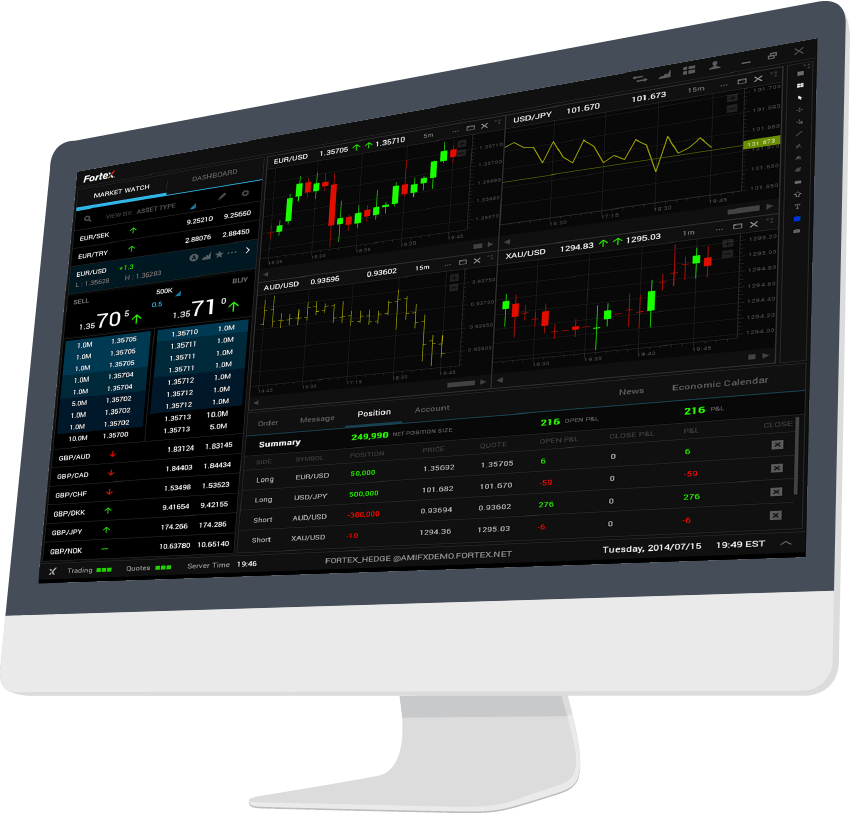 Fortex
MARKET WATCH DASHBOARD
VIEW BY: ASSET TYPE
EUR/SEK 9.25210 9.25650
EUR/TRY 2.88076 2.88450
EUR/USD +1.3
L : 1.35628 H : 1.36283
SELL 500K BUY
0.5
1.35 70 5 1.35 71 0
1.0M 1.35705 1.35710 1.0M
1.0M 1.35705 1.35711 1.0M
1.0M 1.35705 1.35711 1.0M
1.0M 1.35704 1.35711 1.0M
1.0M 1.35704 1.35712 1.0M
5.0M 1.35702 1.35712 1.0M
1.0M 1.35702 1.35712 1.0M
1.0M 1.35702 1.35713 10.0M
10.0M 1.35700 1.35713 5.0M
GBP/AUD 1.83124 1.83145
GBP/CAD 1.84403 1.84434
GBP/CHF 1.53498 1.53523
GBP/DKK 9.41654 9.42155
GBP/JPY 174.266 174.286
GBP/NOK 10.63780 10.65140
EUR/USD 1.35705 1.35710 5m
USD/JPY 101.670 101.673 15m
AUD/USD 0.93596 0.93602 15m
XAU/USD 1294.83 1295.03 1m
Order Message Position Account News Economic Calendar
Summary 249,990 NET POSITION SIZE 216 OPEN P&L 216 P&L
SIDE SYMBOL POSITION PRICE QUOTE OPEN P&L CLOSE P&L P&L CLOSE
Long EUR/USD 50,000 1.35692 1.35705 6 0 6
Long USD/JPY 500,000 101.682 101.670 -59 0 -59
Short AUD/USD -300,000 0.93694 0.93602 276 0 276
Short XAU/USD -10 1294.36 1295.03 -6 0 -6
Trading Quotes Server Time 19:46 FORTEX_HEDGE @AMIFXDEMO.FORTEX.NET Tuesday, 2014/07/15 19:49 EST